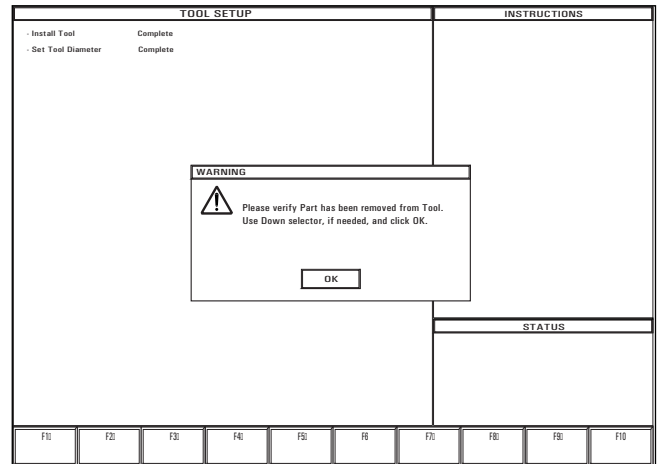 TOOL SETUP
INSTRUCTIONS
- Install Tool Complete
- Set Tool Diameter Complete
WARNING
Please verify Part has been removed from Tool.
Use Down selector, if needed, and click OK.
OK
STATUS
F1 F2 F3 F4 F5 F6 F7 F8 F9 F10